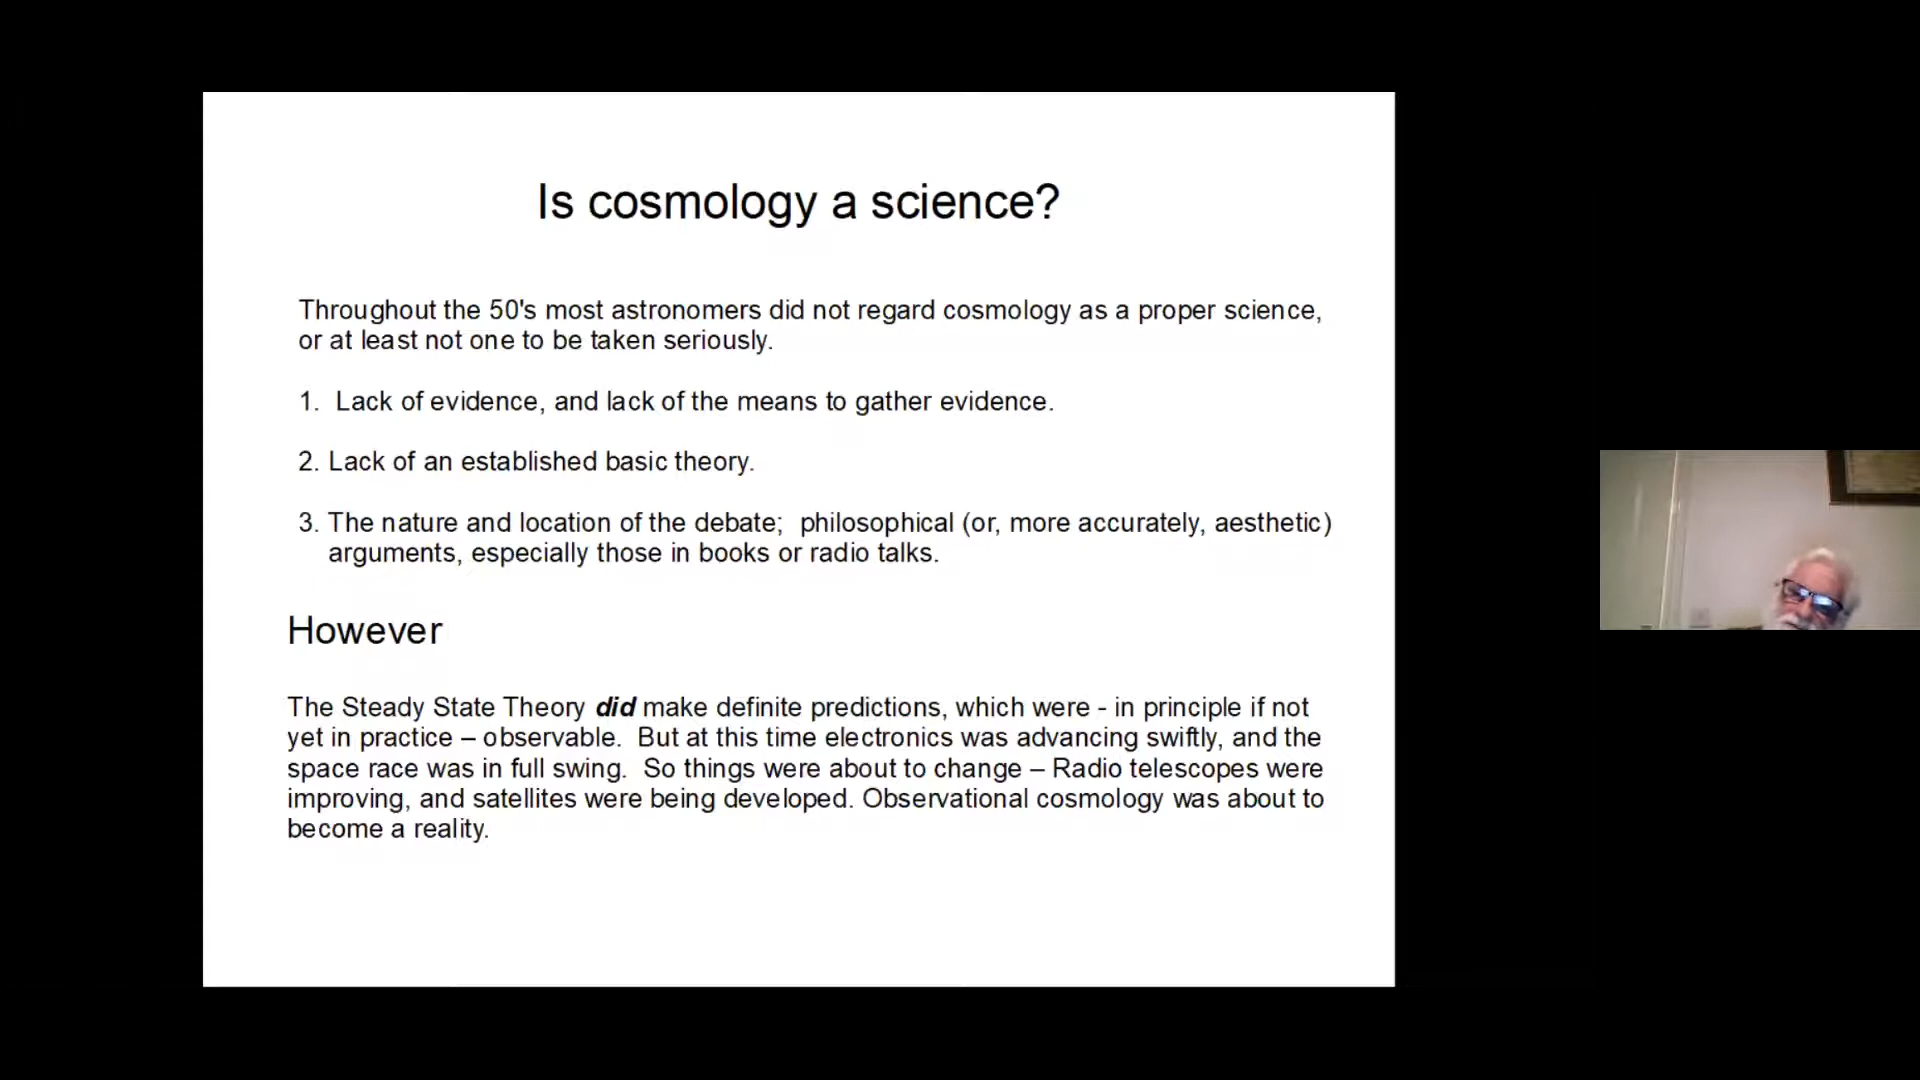 Is cosmology a science?
Throughout the 50's most astronomers did not regard cosmology as a proper science,
or at least not one to be taken seriously.
1.  Lack of evidence, and lack of the means to gather evidence.
2. Lack of an established basic theory.
3. The nature and location of the debate;  philosophical (or, more accurately, aesthetic)
arguments, especially those in books or radio talks.
However
The Steady State Theory did make definite predictions, which were - in principle if not
yet in practice – observable.  But at this time electronics was advancing swiftly, and the
space race was in full swing.  So things were about to change – Radio telescopes were
improving, and satellites were being developed. Observational cosmology was about to
become a reality.